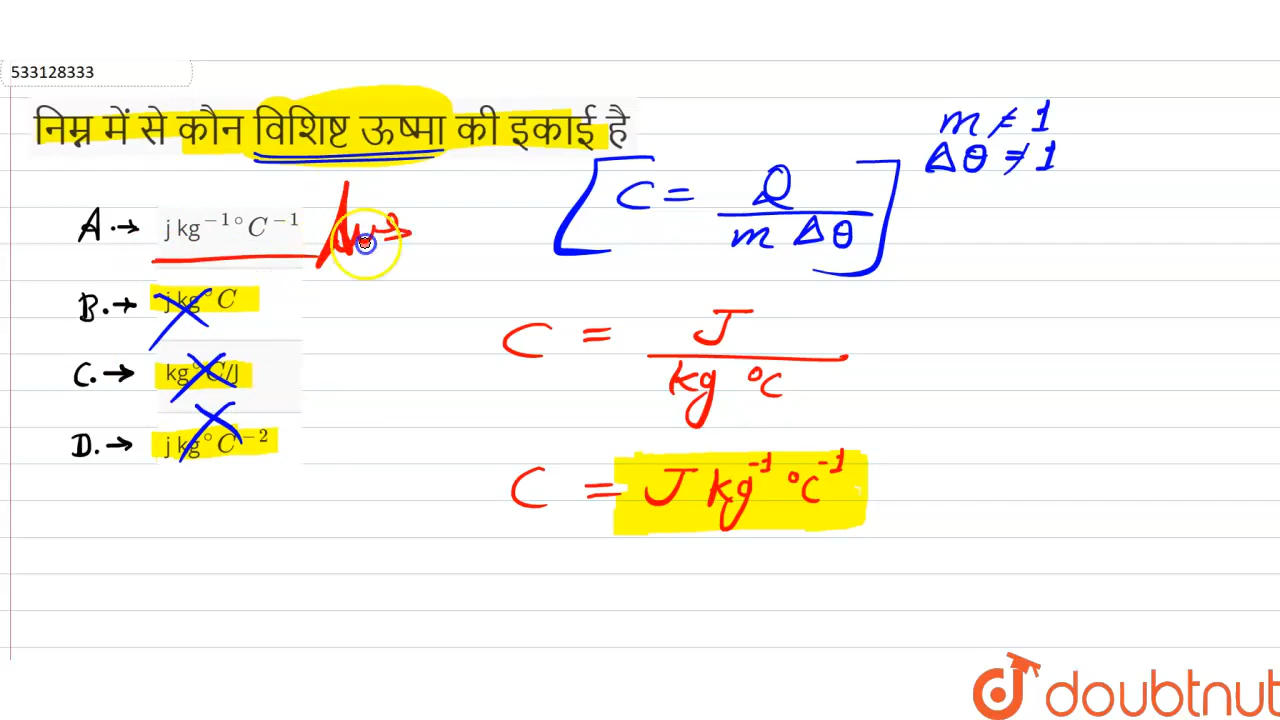 533128333
निम्न में से कौन विशिष्ट ऊष्मा की इकाई है
A.→ j kg⁻¹°C⁻¹ Ans
B.→ j kg°C
C.→ kg°C/J
D.→ j kg°C⁻²
m = 1
Δθ = 1
C = Q / m Δθ
C = J / kg °C
C = J kg⁻¹ °C⁻¹
doubtnut